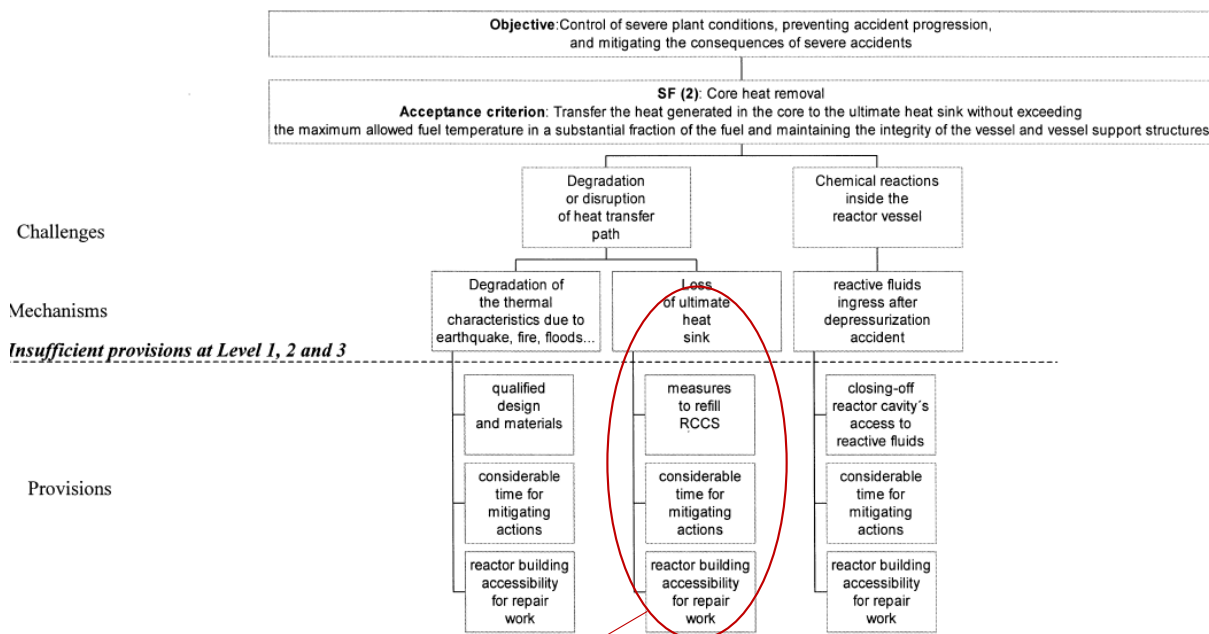 Objective:Control of severe plant conditions, preventing accident progression,
and mitigating the consequences of severe accidents
SF (2): Core heat removal
Acceptance criterion: Transfer the heat generated in the core to the ultimate heat sink without exceeding
the maximum allowed fuel temperature in a substantial fraction of the fuel and maintaining the integrity of the vessel and vessel support structures
Challenges
Degradation
or disruption
of heat transfer
path
Chemical reactions
inside the
reactor vessel
Mechanisms
Degradation of
the thermal
characteristics due to
earthquake, fire, floods...
Loss
of ultimate
heat
sink
reactive fluids
ingress after
depressurization
accident
Insufficient provisions at Level 1, 2 and 3
Provisions
qualified
design
and materials
measures
to refill
RCCS
closing-off
reactor cavity´s
access to
reactive fluids
considerable
time for
mitigating
actions
considerable
time for
mitigating
actions
considerable
time for
mitigating
actions
reactor building
accessibility
for repair
work
reactor building
accessibility
for repair
work
reactor building
accessibility
for repair
work